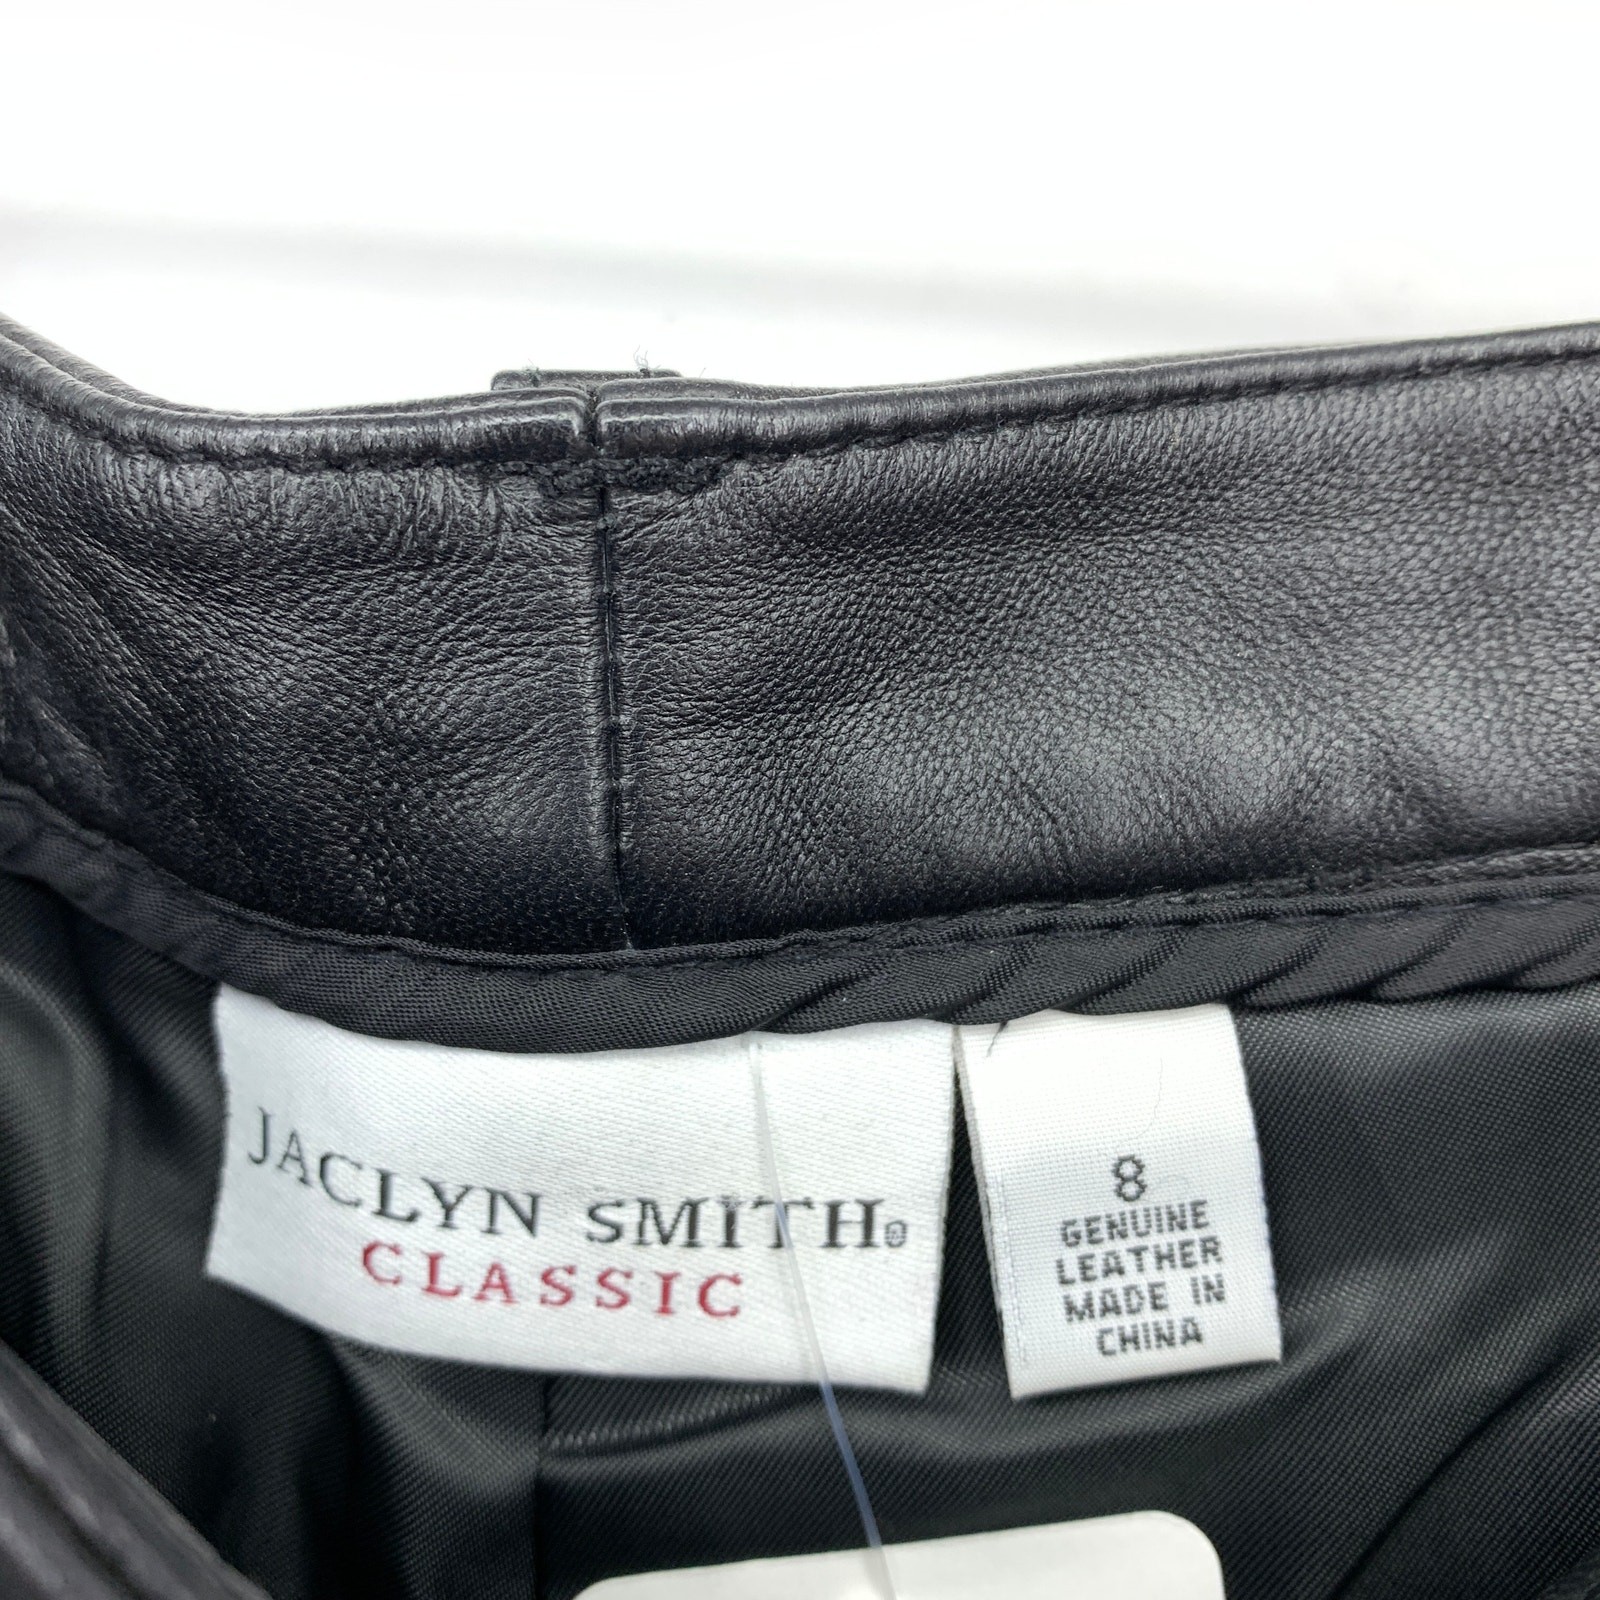 JACLYN SMITH®
CLASSIC
8
GENUINE
LEATHER
MADE IN
CHINA